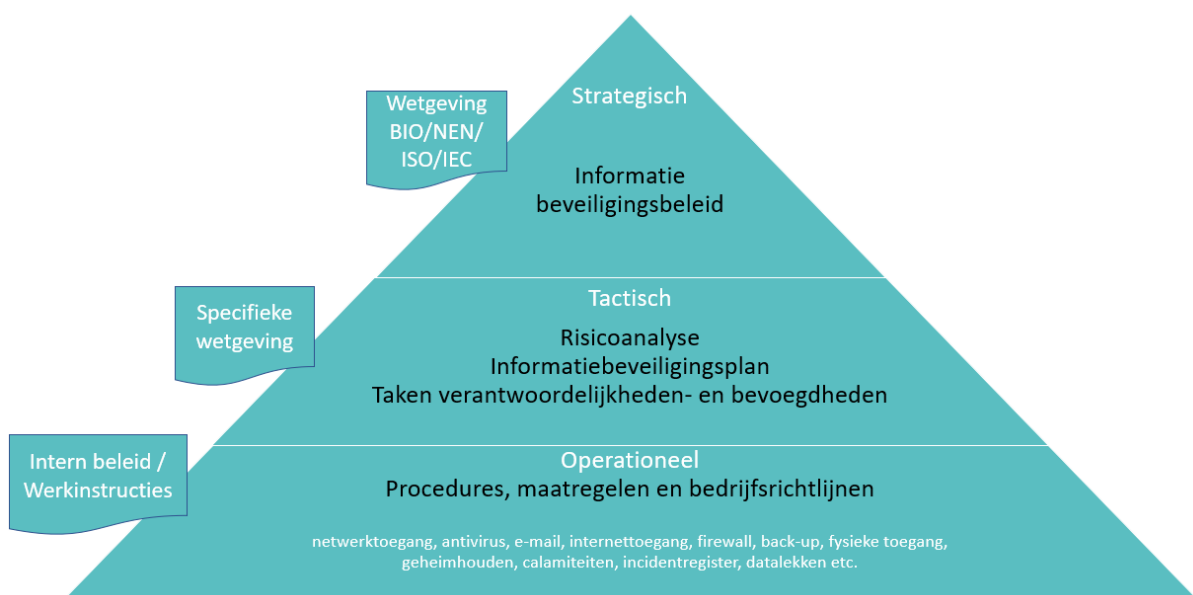 Wetgeving
BIO/NEN/
ISO/IEC
Strategisch
Informatie
beveiligingsbeleid
Specifieke
wetgeving
Tactisch
Risicoanalyse
Informatiebeveiligingsplan
Taken verantwoordelijkheden- en bevoegdheden
Intern beleid /
Werkinstructies
Operationeel
Procedures, maatregelen en bedrijfsrichtlijnen
netwerktoegang, antivirus, e-mail, internettoegang, firewall, back-up, fysieke toegang,
geheimhouden, calamiteiten, incidentregister, datalekken etc.